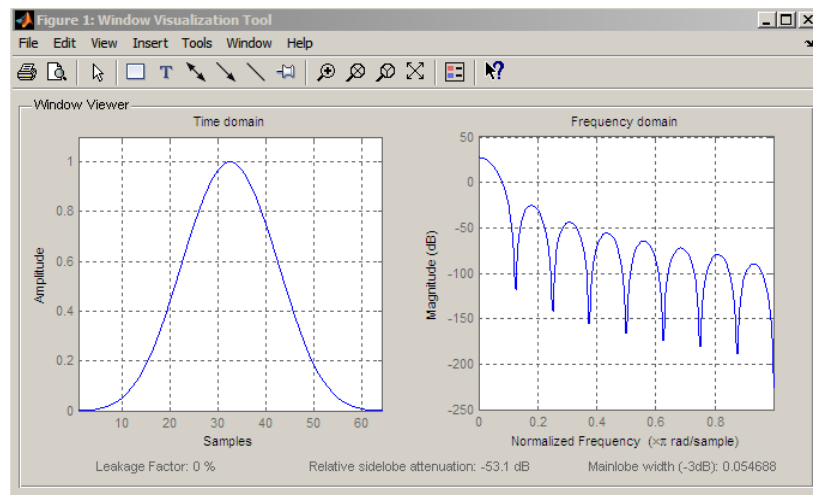 Figure 1: Window Visualization Tool
File Edit View Insert Tools Window Help
T
Window Viewer
Time domain
1
0.8
0.6
0.4
0.2
0
10 20 30 40 50 60
Amplitude
Samples
Frequency domain
50
0
-50
-100
-150
-200
-250
0 0.2 0.4 0.6 0.8
Magnitude (dB)
Normalized Frequency (×π rad/sample)
Leakage Factor: 0 % Relative sidelobe attenuation: -53.1 dB Mainlobe width (-3dB): 0.054688